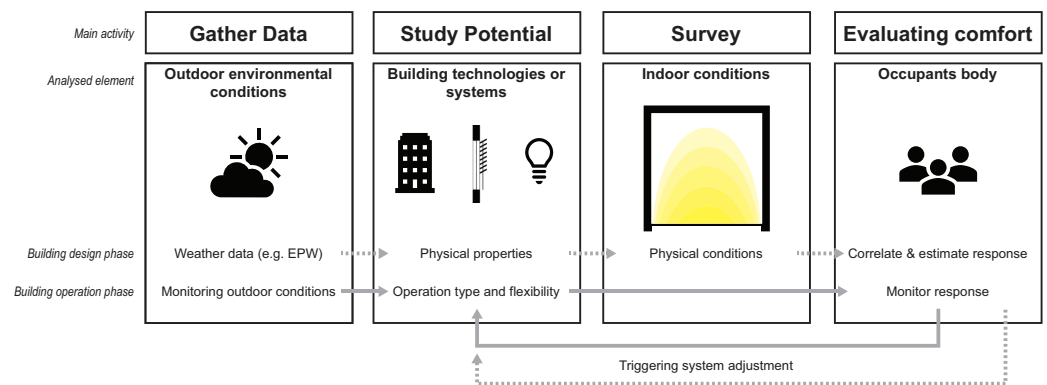 Main activity
Gather Data
Study Potential
Survey
Evaluating comfort
Analysed element
Outdoor environmental
conditions
Building technologies or
systems
Indoor conditions
Occupants body
Building design phase
Weather data (e.g. EPW)
Physical properties
Physical conditions
Correlate & estimate response
Building operation phase
Monitoring outdoor conditions
Operation type and flexibility
Monitor response
Triggering system adjustment